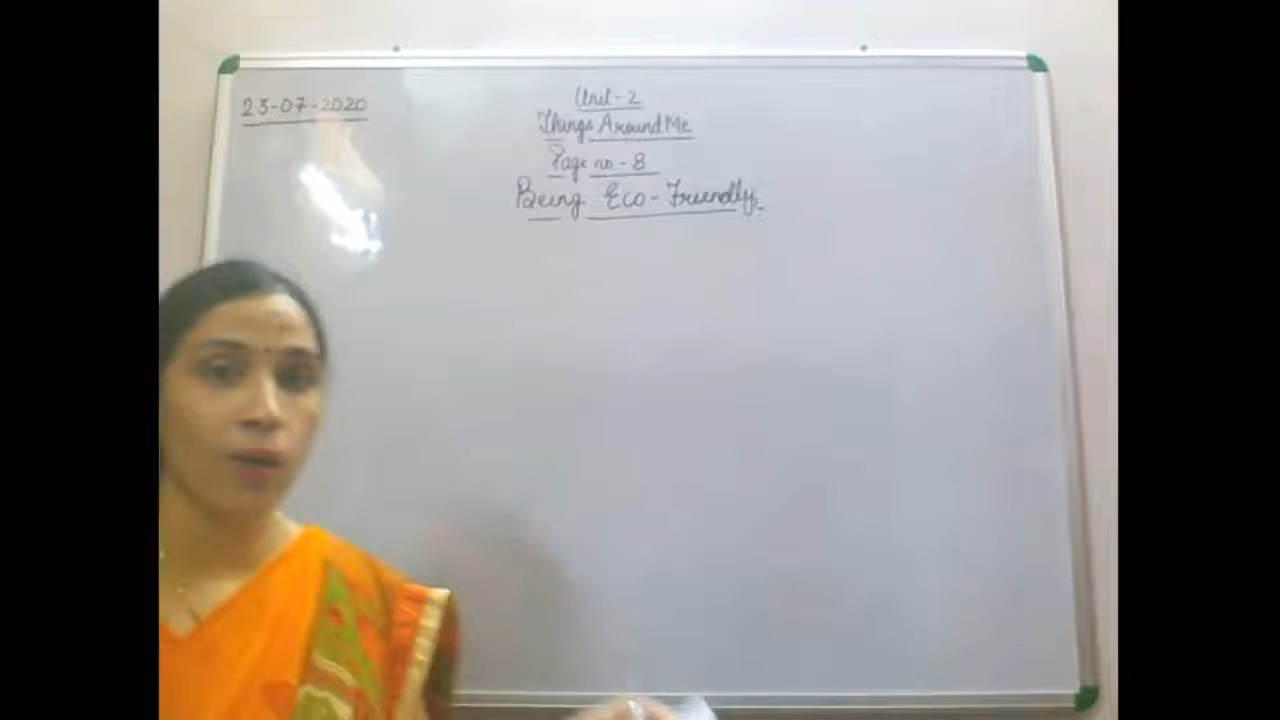 23-07-2020
Unit-2
Things Around Me
Page no-8
Being Eco-Friendly